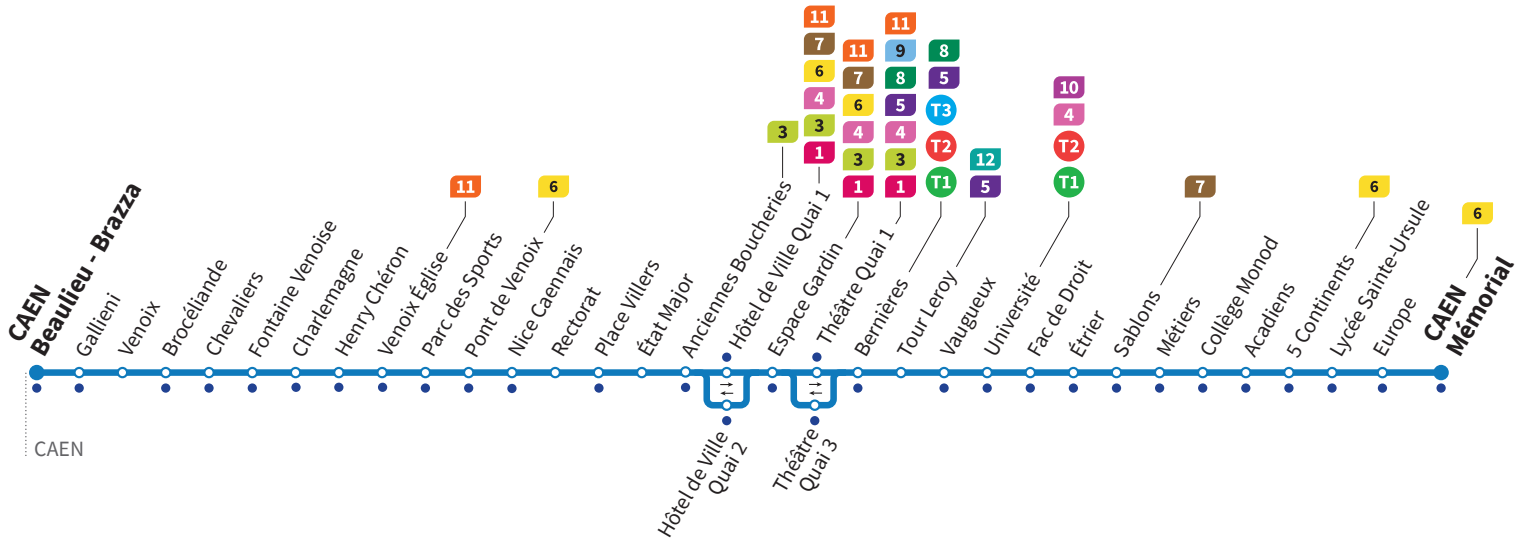 CAEN
Beaulieu - Brazza
Gallieni
Venoix
Brocéliande
Chevaliers
Fontaine Venoise
Charlemagne
Henry Chéron
Venoix Église
11
Parc des Sports
Pont de Venoix
6
Nice Caennais
Rectorat
Place Villers
État Major
Anciennes Boucheries
3
Hôtel de Ville Quai 1
11
7
6
4
3
1
Espace Gardin
11
7
6
4
3
1
Théâtre Quai 1
11
9
8
5
4
3
1
Bernières
8
5
T3
T2
T1
Tour Leroy
12
5
Vaugueux
Université
10
4
T2
T1
Fac de Droit
Étrier
Sablons
7
Métiers
Collège Monod
Acadiens
5 Continents
6
Lycée Sainte-Ursule
Europe
CAEN
Mémorial
6
Hôtel de Ville
Quai 2
Théâtre
Quai 3
CAEN